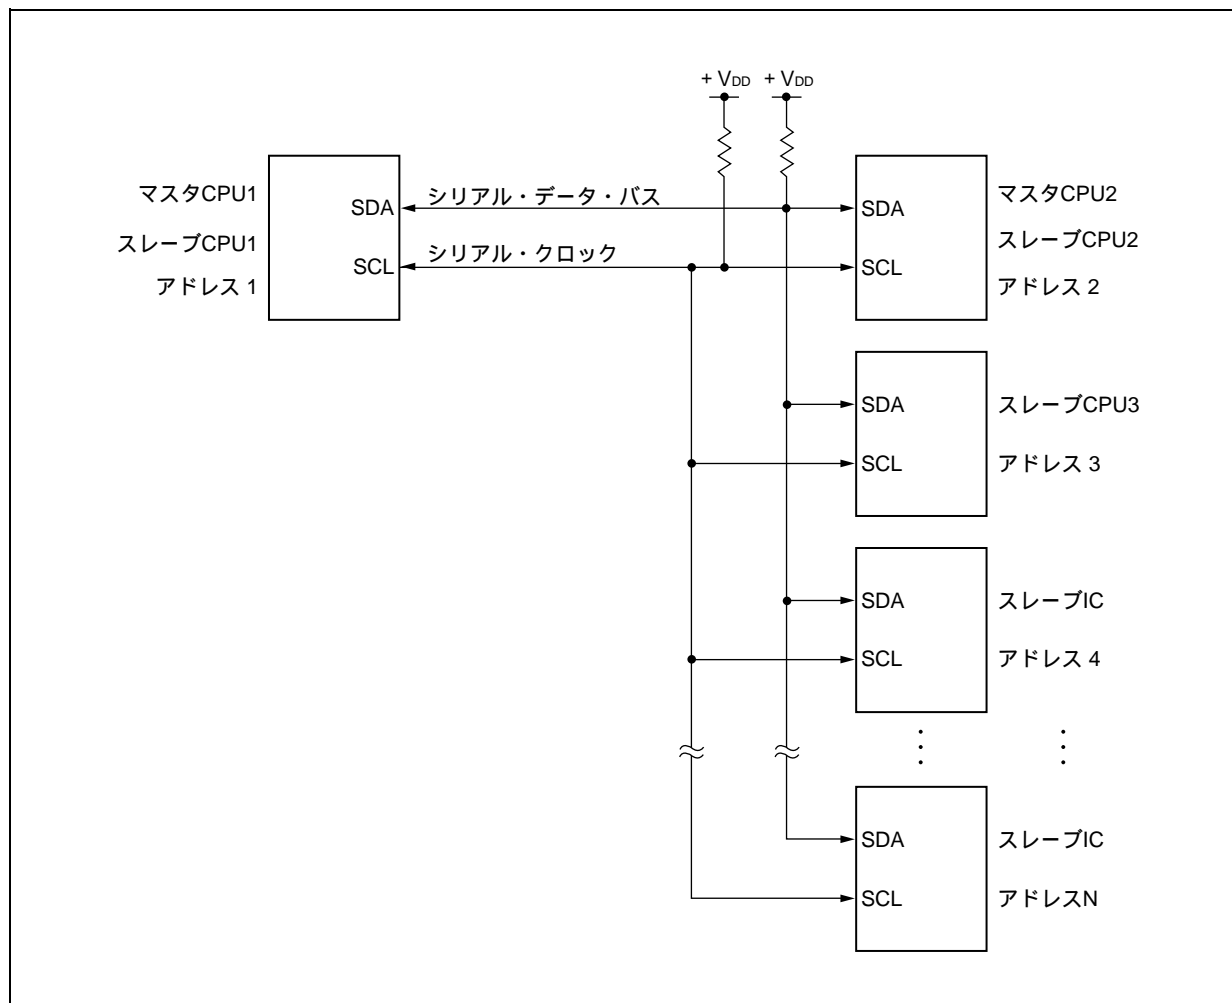 + VDD + VDD
マスタCPU1
スレーブCPU1
アドレス 1
SDA
SCL
シリアル・データ・バス
シリアル・クロック
SDA
SCL
マスタCPU2
スレーブCPU2
アドレス 2
SDA
SCL
スレーブCPU3
アドレス 3
SDA
SCL
スレーブIC
アドレス 4
SDA
SCL
スレーブIC
アドレスN